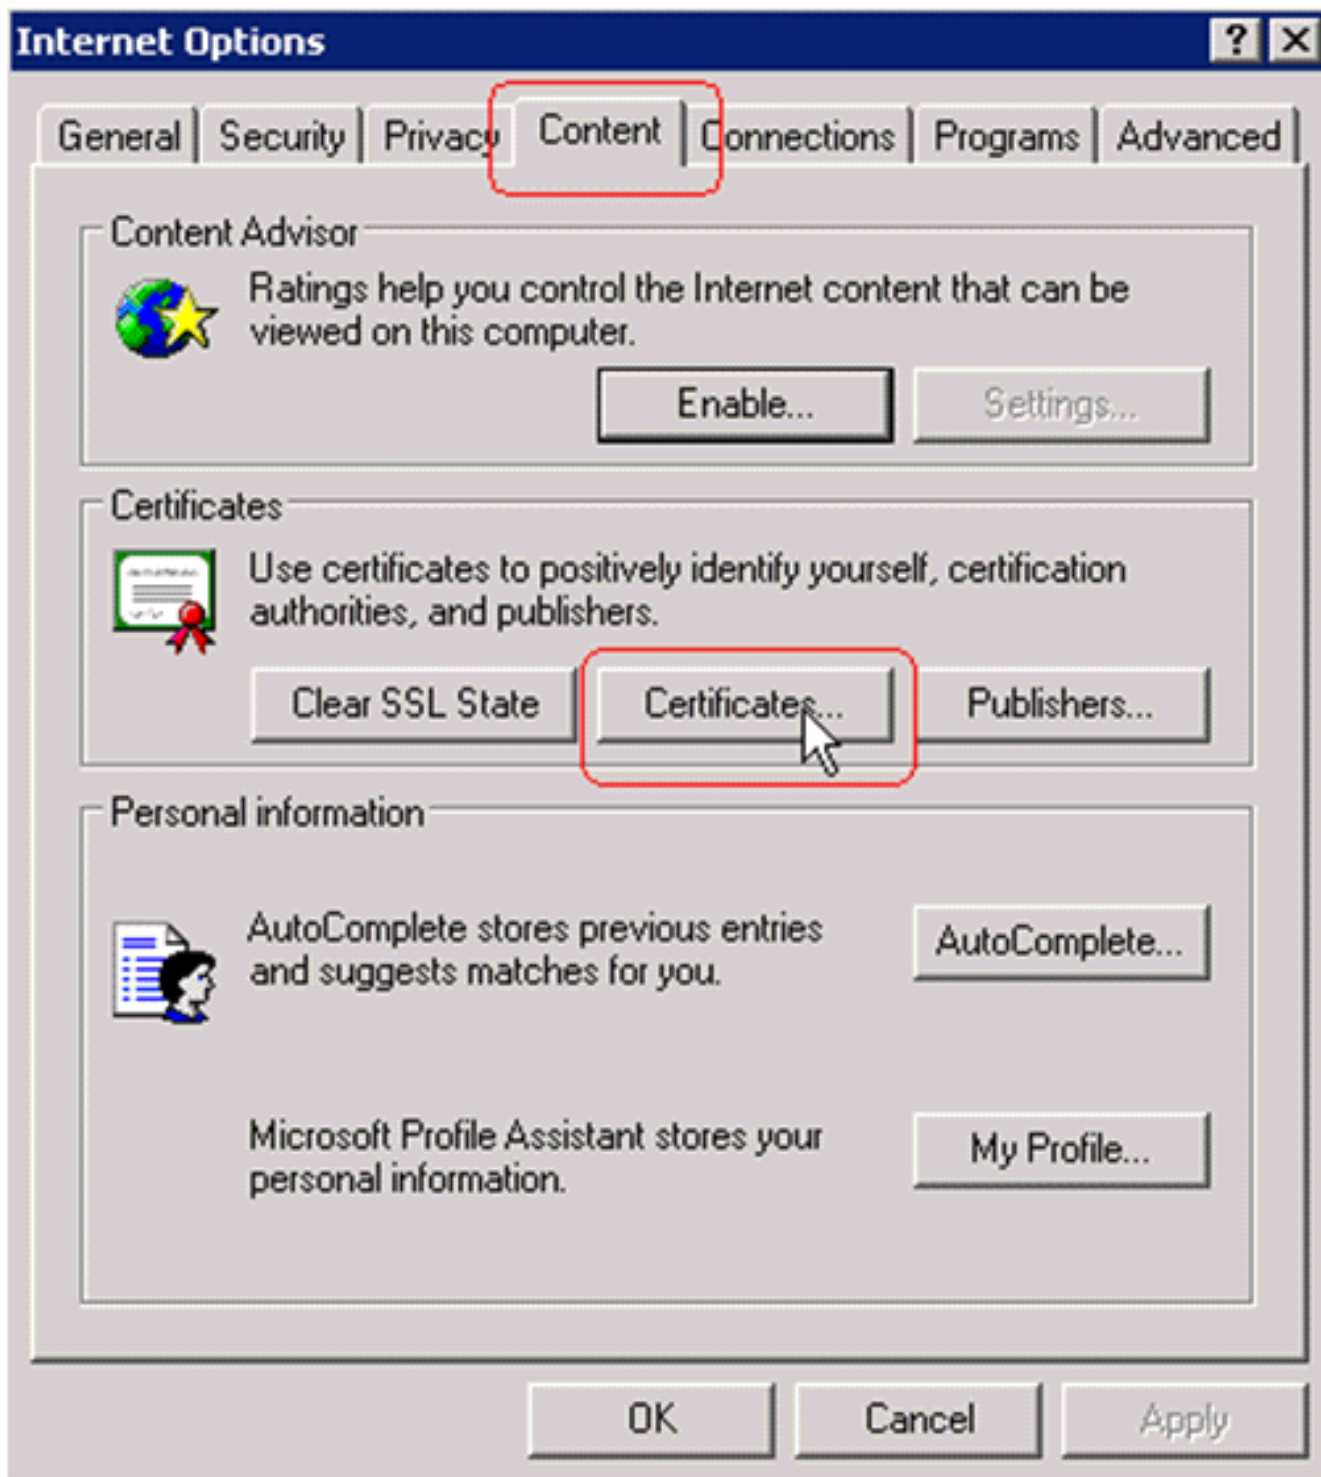 Internet Options
General Security Privacy Content Connections Programs Advanced
Content Advisor
Ratings help you control the Internet content that can be
viewed on this computer.
Enable... Settings...
Certificates
Use certificates to positively identify yourself, certification
authorities, and publishers.
Clear SSL State Certificates... Publishers...
Personal information
AutoComplete stores previous entries
and suggests matches for you.
AutoComplete...
Microsoft Profile Assistant stores your
personal information.
My Profile...
OK Cancel Apply